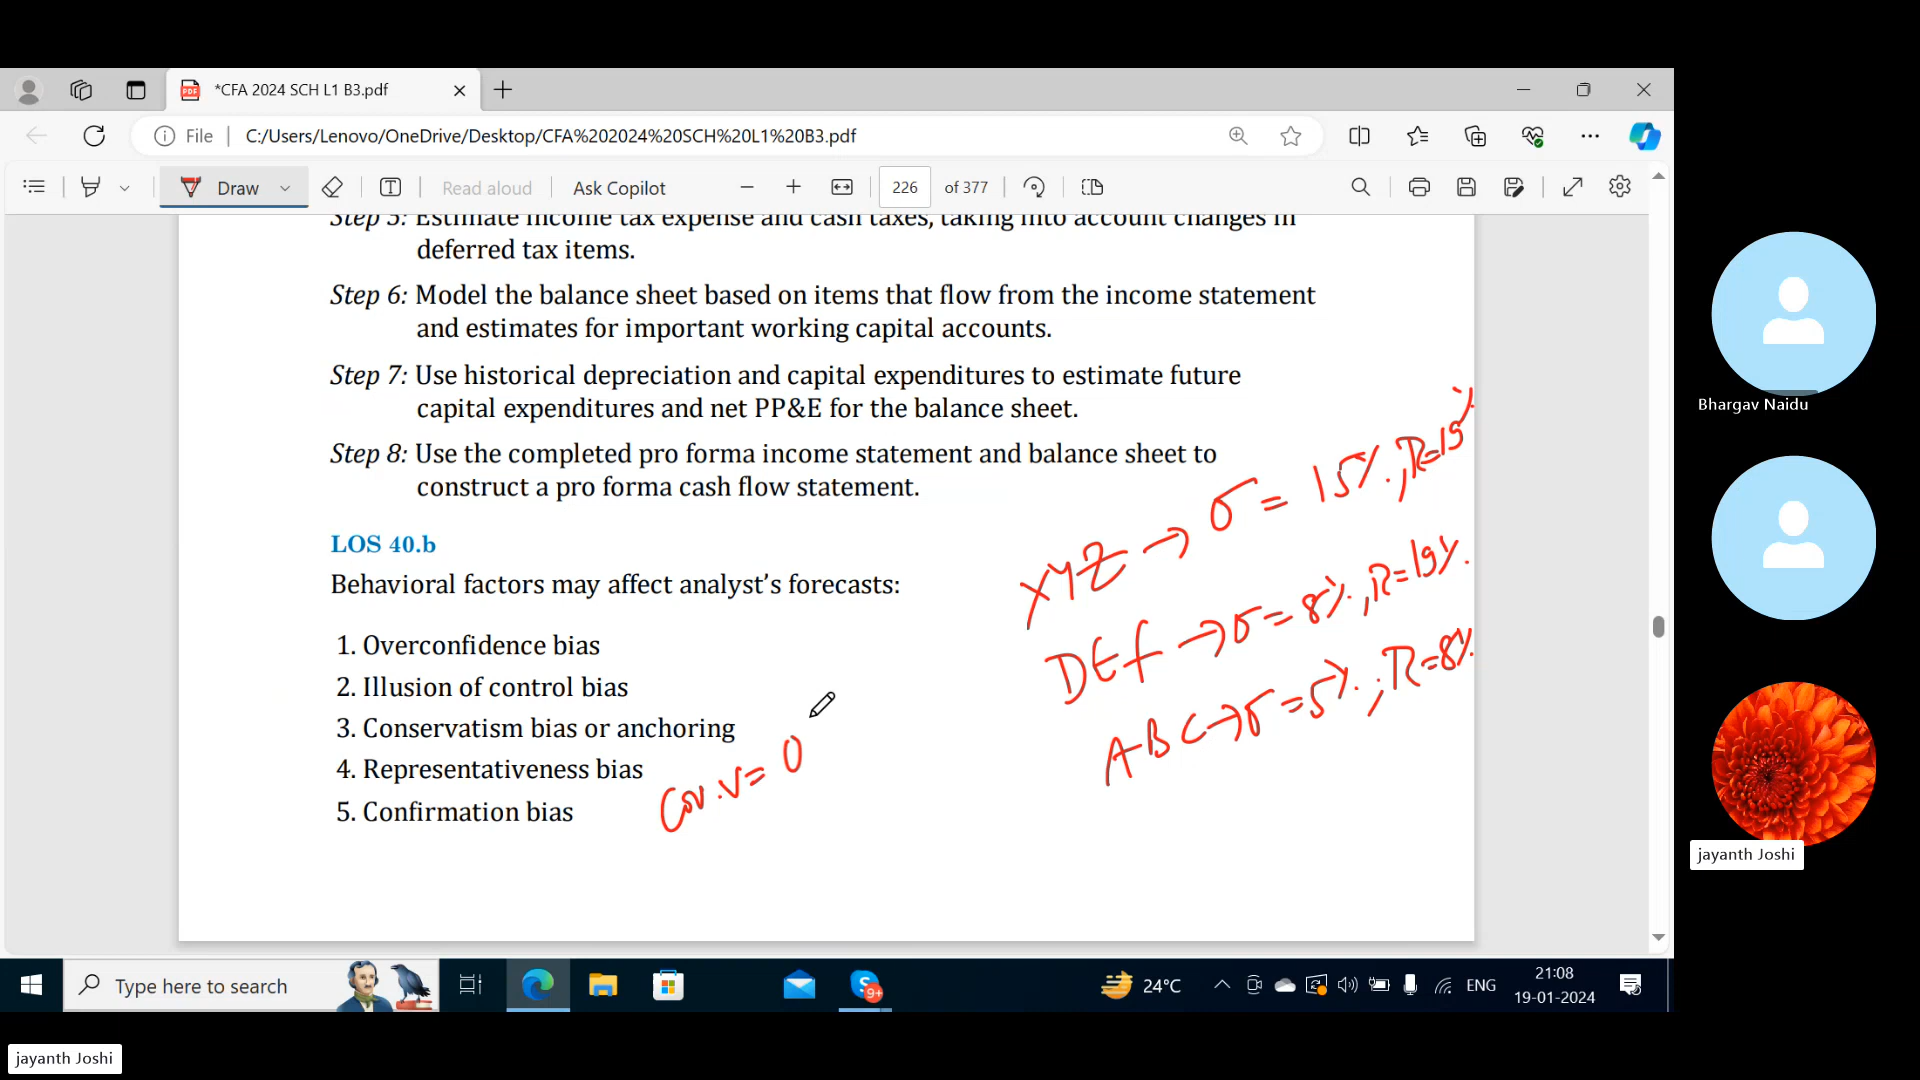 *CFA 2024 SCH L1 B3.pdf
File
C:/Users/Lenovo/OneDrive/Desktop/CFA%202024%20SCH%20L1%20B3.pdf
Draw
Read aloud
Ask Copilot
226 of 377
Step 5: Estimate income tax expense and cash taxes, taking into account changes in
deferred tax items.
Step 6: Model the balance sheet based on items that flow from the income statement
and estimates for important working capital accounts.
Step 7: Use historical depreciation and capital expenditures to estimate future
capital expenditures and net PP&E for the balance sheet.
Step 8: Use the completed pro forma income statement and balance sheet to
construct a pro forma cash flow statement.
XYZ → σ = 15%, R=19%
LOS 40.b
Behavioral factors may affect analyst's forecasts:
DEF → σ = 8%, R=19%.
1. Overconfidence bias
2. Illusion of control bias
ABC → σ = 5%; R=8%.
3. Conservatism bias or anchoring
4. Representativeness bias
Cov.V = 0
5. Confirmation bias
Bhargav Naidu
jayanth Joshi
Type here to search
9+
24°C
ENG
21:08
19-01-2024
jayanth Joshi